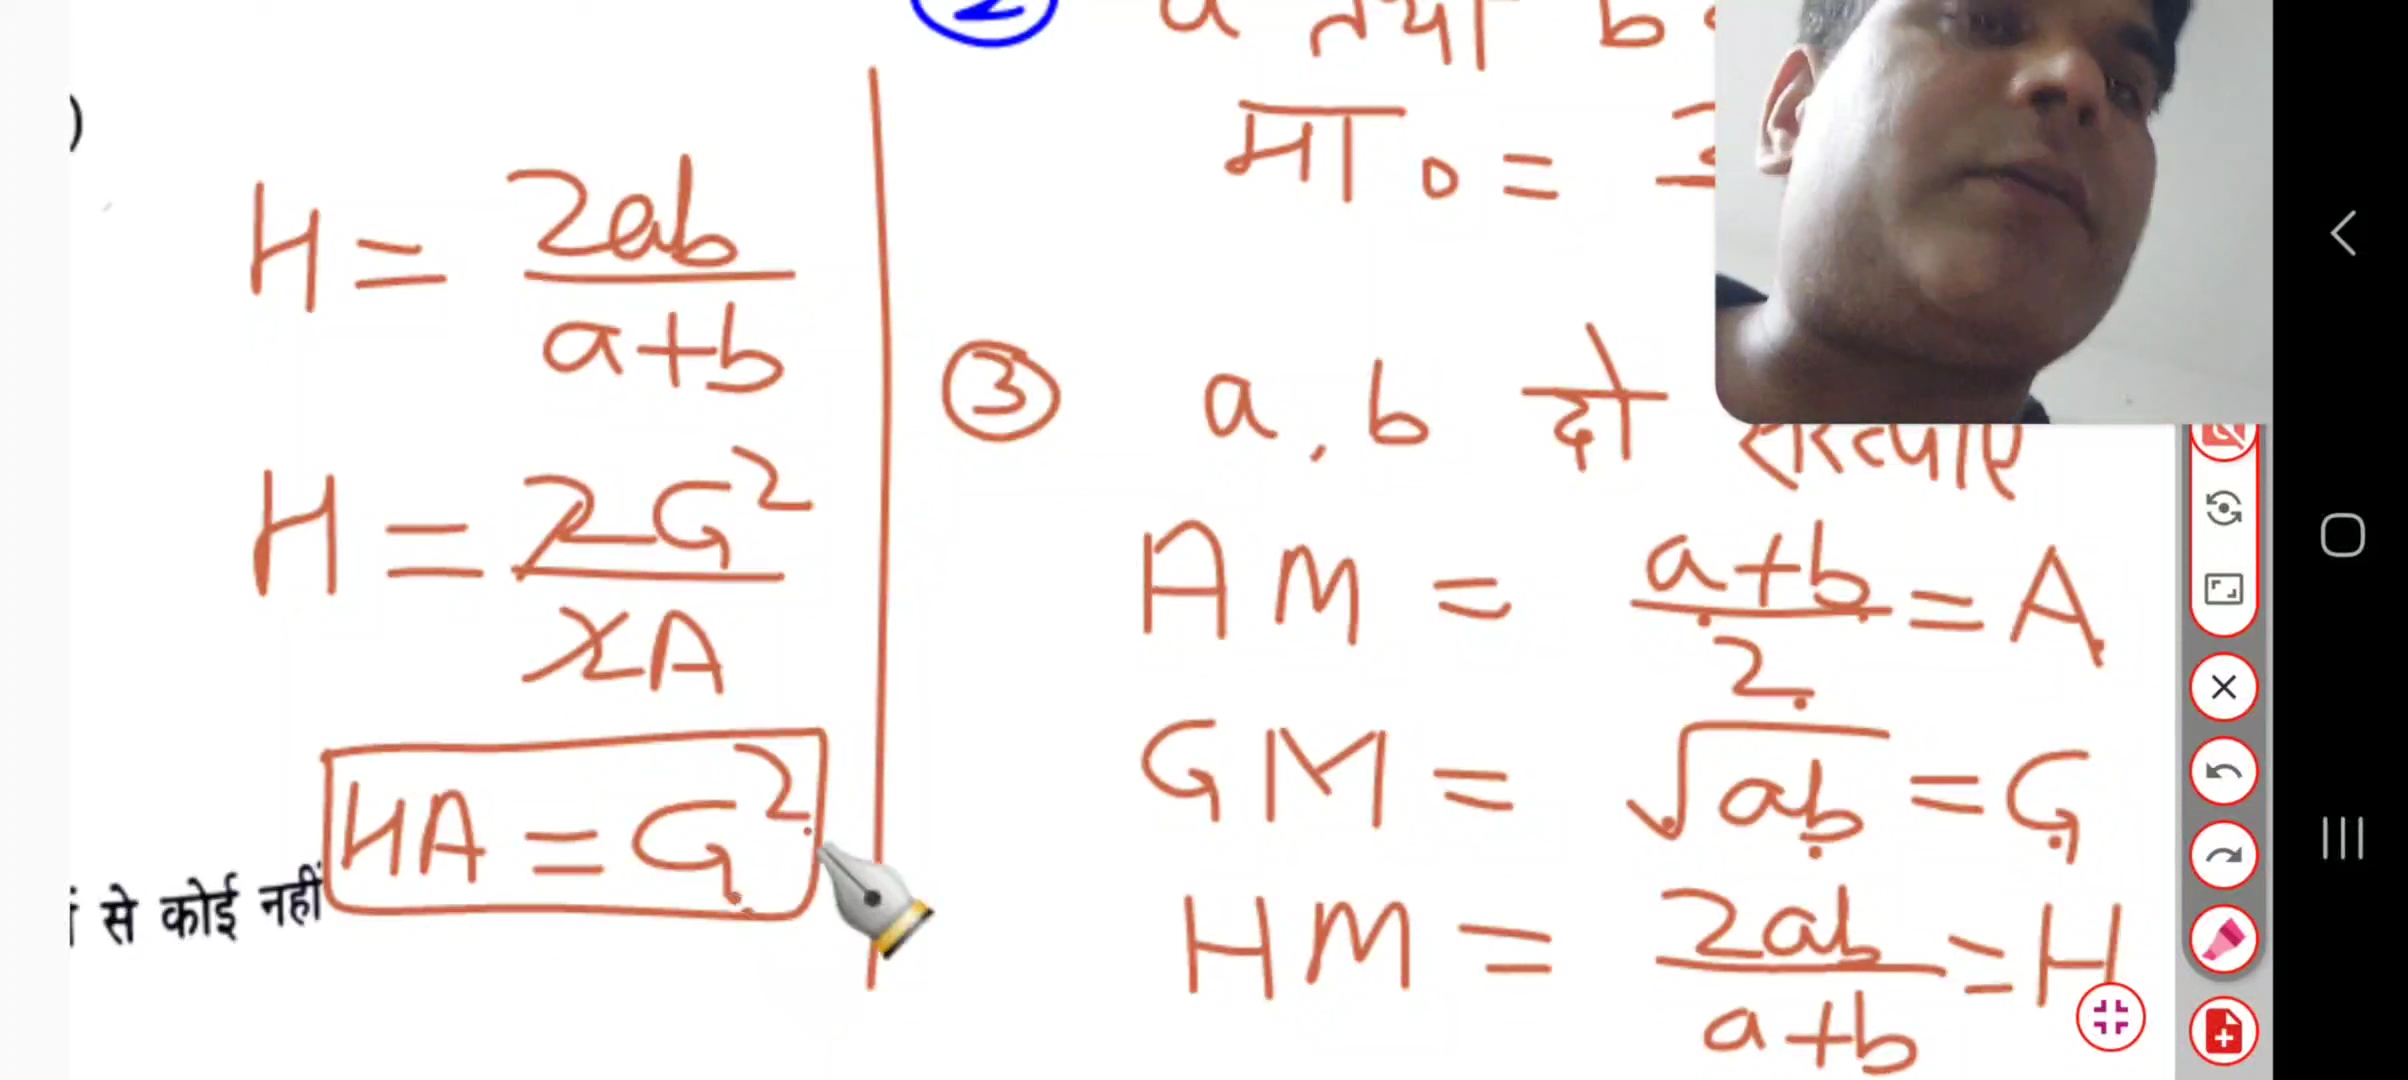 )
H = 2ab / a+b
H = 2G² / 2A
HA = G²
से कोई नहीं
2 a तथा b
मा० =
3 a, b दो संख्याएं
AM = a+b / 2 = A
GM = √ab = G
HM = 2ab / a+b = H